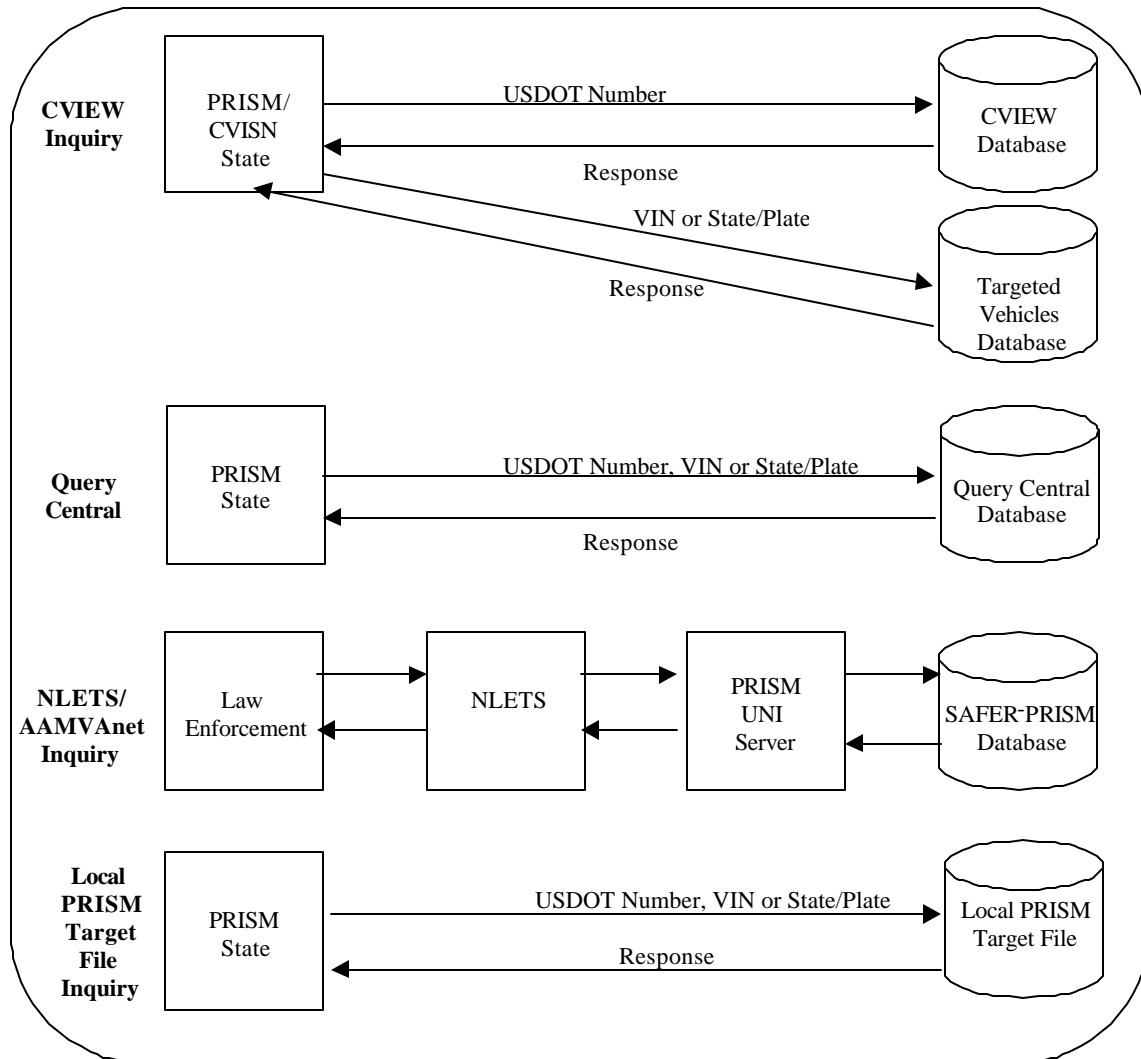 CVIEW
Inquiry
PRISM/
CVISN
State
USDOT Number
Response
CVIEW
Database
VIN or State/Plate
Response
Targeted
Vehicles
Database
Query
Central
PRISM
State
USDOT Number, VIN or State/Plate
Response
Query Central
Database
NLETS/
AAMVAnet
Inquiry
Law
Enforcement
NLETS
PRISM
UNI
Server
SAFER-PRISM
Database
Local
PRISM
Target
File
Inquiry
PRISM
State
USDOT Number, VIN or State/Plate
Response
Local PRISM
Target File